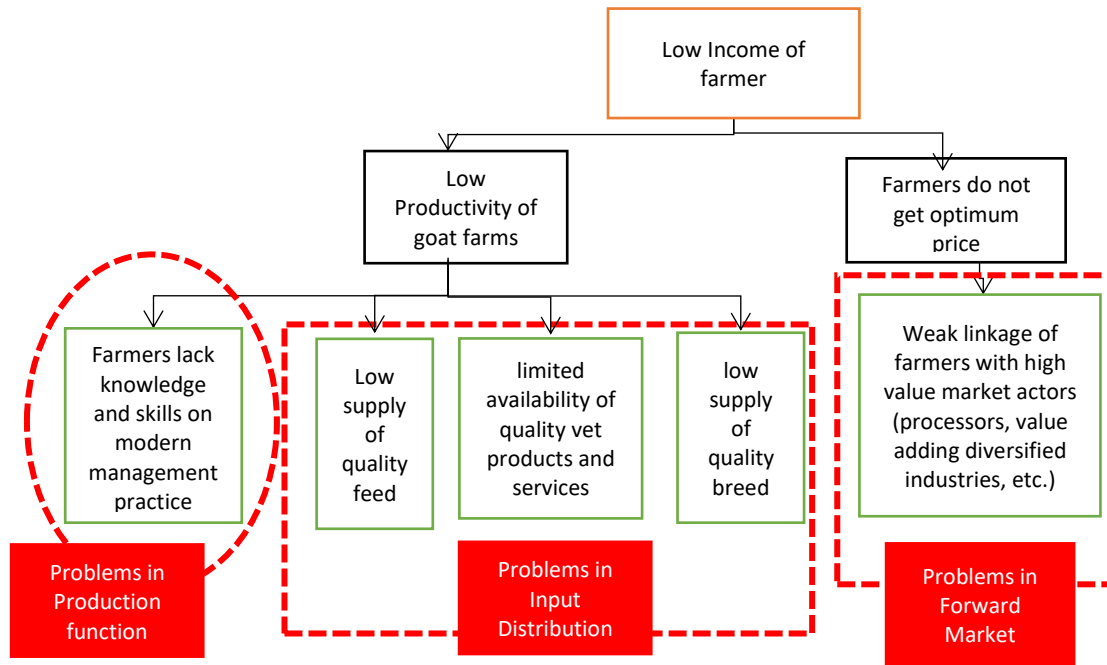 Low Income of
farmer
Low
Productivity of
goat farms
Farmers do not
get optimum
price
Farmers lack
knowledge
and skills on
modern
management
practice
Low
supply
of
quality
feed
limited
availability of
quality vet
products and
services
low
supply
of
quality
breed
Weak linkage of
farmers with high
value market actors
(processors, value
adding diversified
industries, etc.)
Problems in
Production
function
Problems in
Input
Distribution
Problems in
Forward
Market